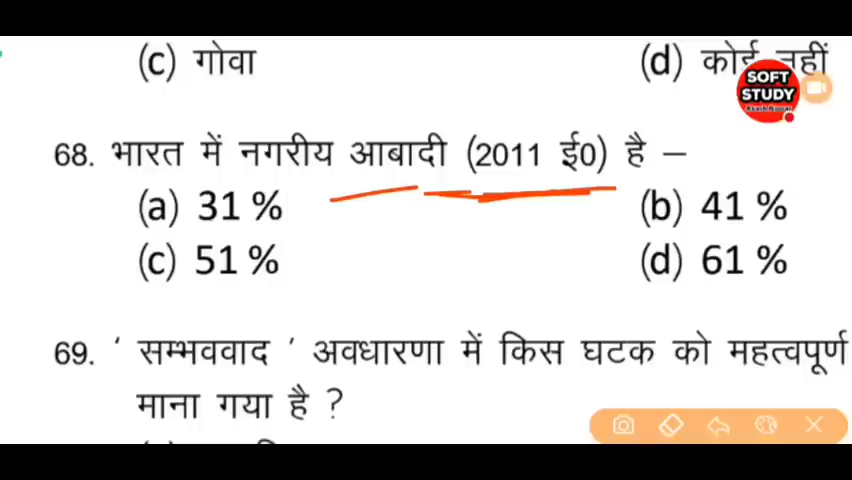 (c) गोवा (d) कोई नहीं
SOFT
STUDY
68. भारत में नगरीय आबादी (2011 ई0) है –
(a) 31 % (b) 41 %
(c) 51 % (d) 61 %
69. ' सम्भववाद ' अवधारणा में किस घटक को महत्वपूर्ण
माना गया है ?